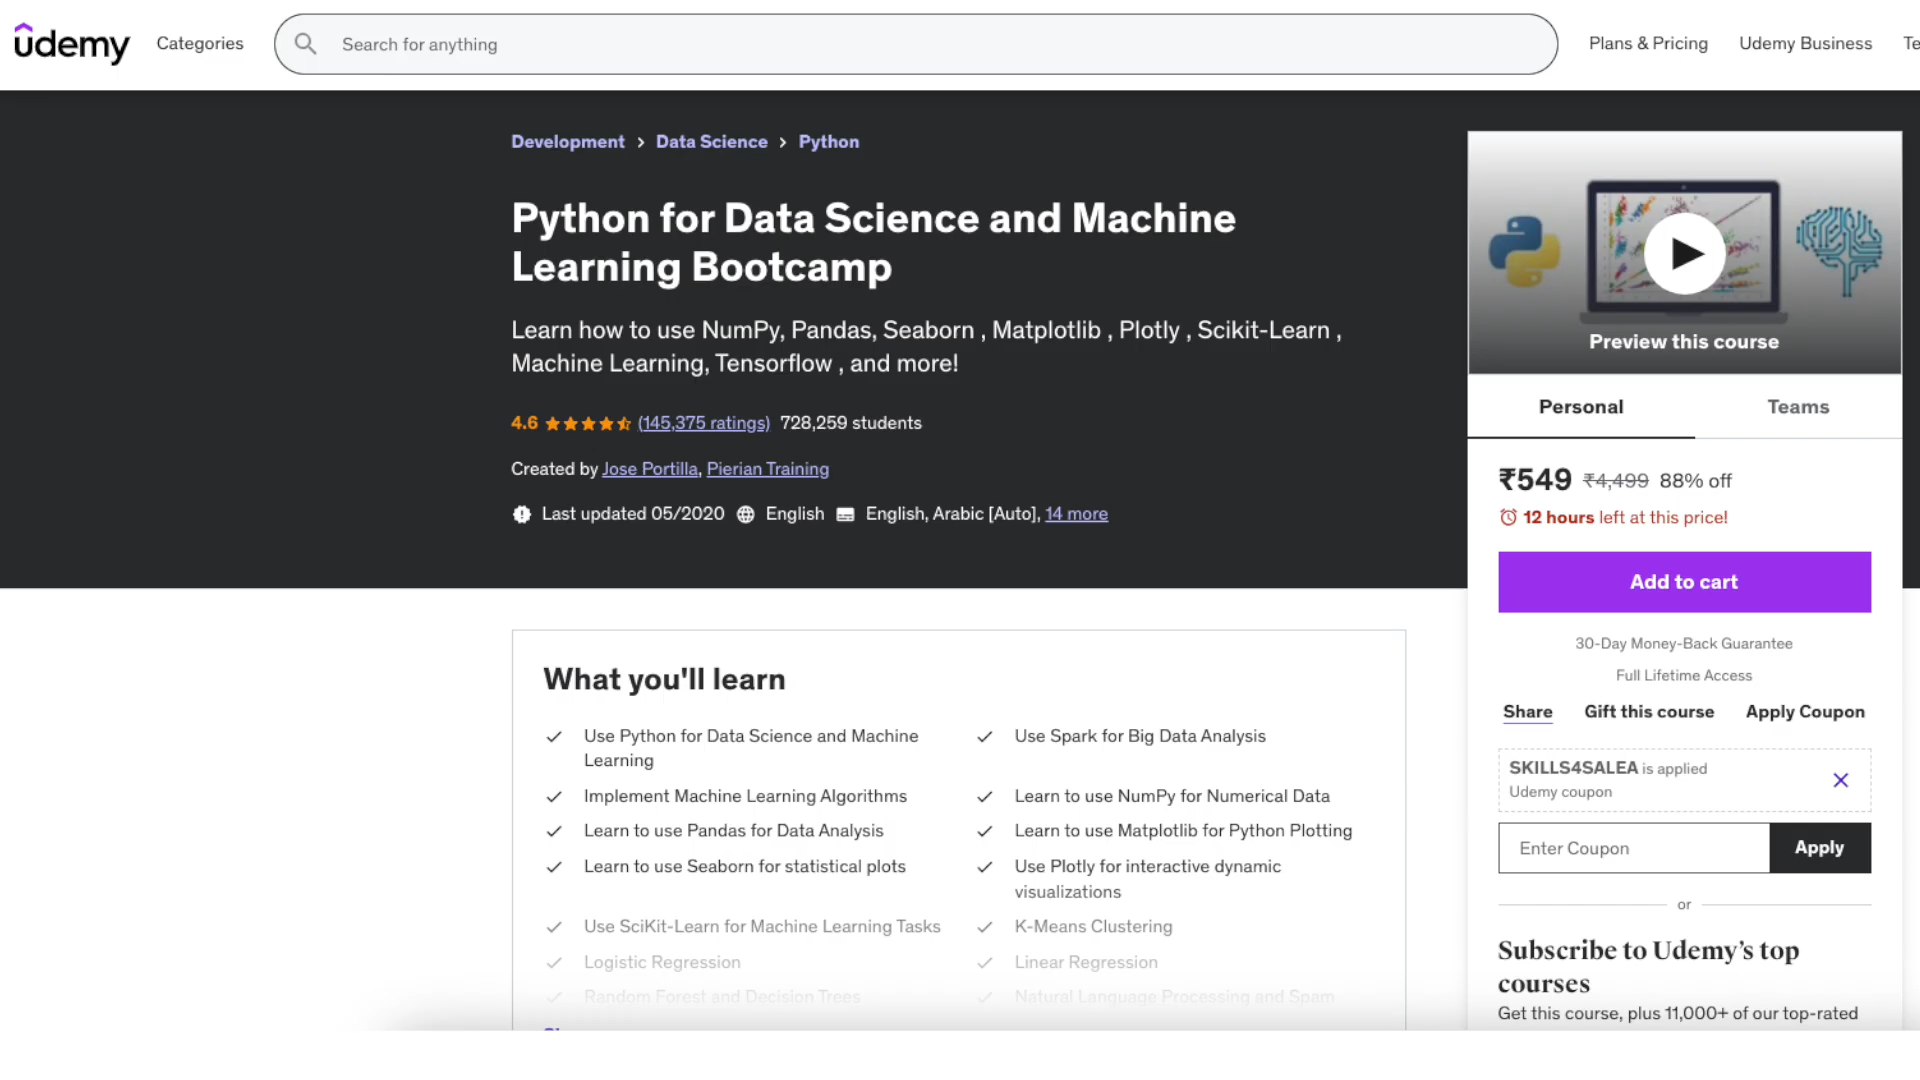 udemy
Categories
Search for anything
Plans & Pricing
Udemy Business
Te
Development > Data Science > Python
Python for Data Science and Machine
Learning Bootcamp
Learn how to use NumPy, Pandas, Seaborn , Matplotlib , Plotly , Scikit-Learn ,
Machine Learning, Tensorflow , and more!
4.6 (145,375 ratings) 728,259 students
Created by Jose Portilla, Pierian Training
Last updated 05/2020 English English, Arabic [Auto], 14 more
Preview this course
Personal
Teams
₹549 ₹4,499 88% off
12 hours left at this price!
Add to cart
30-Day Money-Back Guarantee
Full Lifetime Access
Share
Gift this course
Apply Coupon
SKILLS4SALEA is applied
Udemy coupon
Enter Coupon
Apply
or
Subscribe to Udemy’s top
courses
Get this course, plus 11,000+ of our top-rated
What you'll learn
Use Python for Data Science and Machine
Learning
Implement Machine Learning Algorithms
Learn to use Pandas for Data Analysis
Learn to use Seaborn for statistical plots
Use SciKit-Learn for Machine Learning Tasks
Logistic Regression
Random Forest and Decision Trees
Use Spark for Big Data Analysis
Learn to use NumPy for Numerical Data
Learn to use Matplotlib for Python Plotting
Use Plotly for interactive dynamic
visualizations
K-Means Clustering
Linear Regression
Natural Language Processing and Spam